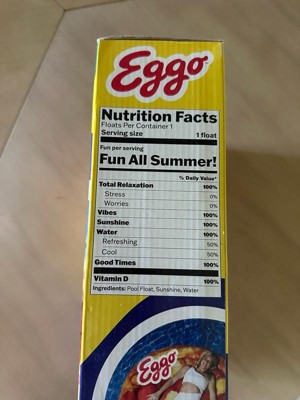 Eggo
Nutrition Facts
Floats Per Container 1
Serving size 1 float
Fun per serving
Fun All Summer!
% Daily Value*
Total Relaxation 100%
Stress 0%
Worries 0%
Vibes 100%
Sunshine 100%
Water 100%
Refreshing 50%
Cool 50%
Good Times 100%
Vitamin D 100%
Ingredients: Pool Float, Sunshine, Water
Eggo